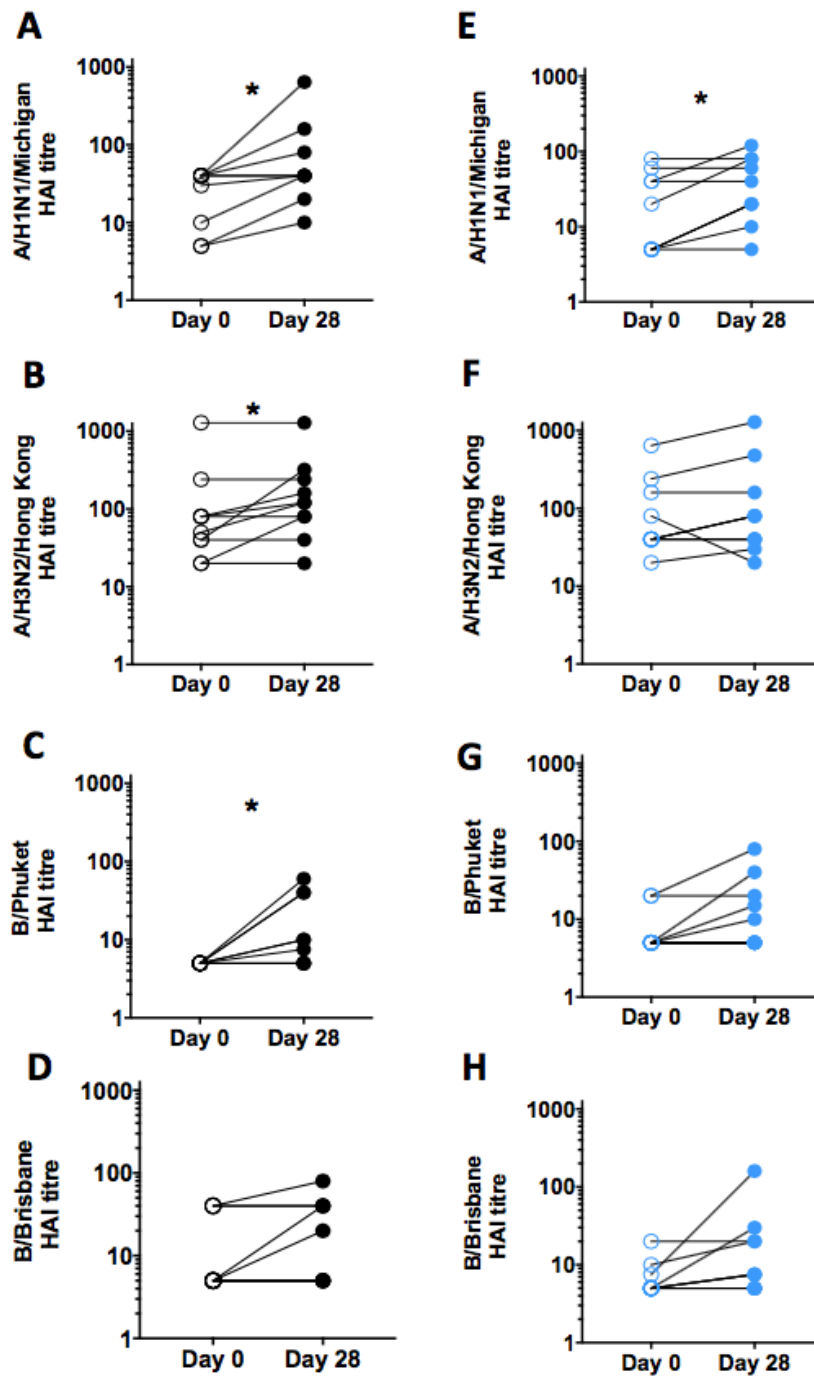 A
A/H1N1/Michigan
HAI titre
1000
100
10
1
*
Day 0 Day 28
E
A/H1N1/Michigan
HAI titre
1000
100
10
1
*
Day 0 Day 28
B
A/H3N2/Hong Kong
HAI titre
1000
100
10
1
*
Day 0 Day 28
F
A/H3N2/Hong Kong
HAI titre
1000
100
10
1
Day 0 Day 28
C
B/Phuket
HAI titre
1000
100
10
1
*
Day 0 Day 28
G
B/Phuket
HAI titre
1000
100
10
1
Day 0 Day 28
D
B/Brisbane
HAI titre
1000
100
10
1
Day 0 Day 28
H
B/Brisbane
HAI titre
1000
100
10
1
Day 0 Day 28